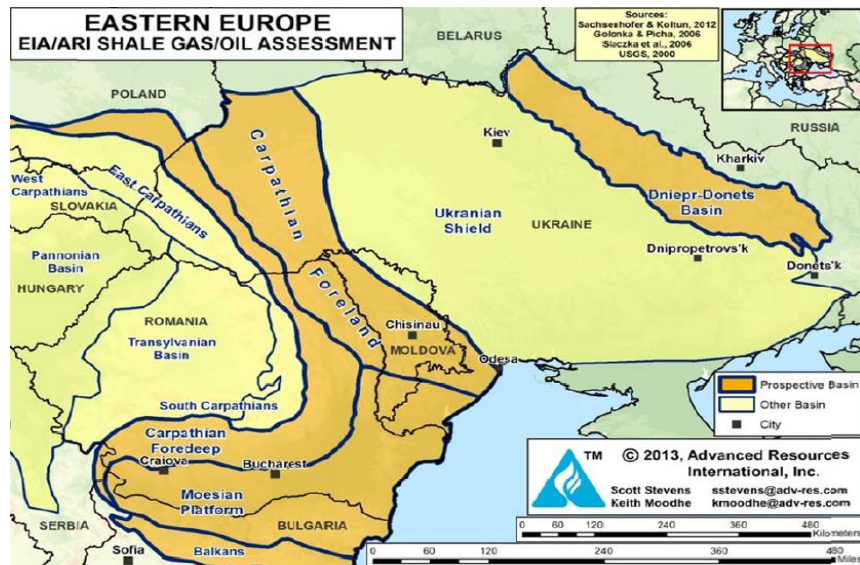 EASTERN EUROPE
EIA/ARI SHALE GAS/OIL ASSESSMENT
Sources:
Sachseshofer & Koltun, 2012
Golonka & Picha, 2006
Slaczka et al., 2006
USGS, 2000
BELARUS
POLAND
RUSSIA
Kiev
Kharkiv
Carpathian
Foreland
East Carpathians
West
Carpathians
SLOVAKIA
Dniepr-Donets
Basin
Ukranian
Shield
UKRAINE
Pannonian
Basin
HUNGARY
Dnipropetrovs'k
Donets'k
ROMANIA
Transylvanian
Basin
Chisinau
MOLDOVA
Odesa
South Carpathians
Carpathian
Foredeep
Craiova
Bucharest
Moesian
Platform
SERBIA
BULGARIA
Sofia
Balkans
Prospective Basin
Other Basin
City
TM
© 2013, Advanced Resources
International, Inc.
Scott Stevens sstevens@adv-res.com
Keith Moodhe kmoodhe@adv-res.com
0 60 120 240 360 480
Kilometers
0 60 120 240 360 480
Miles